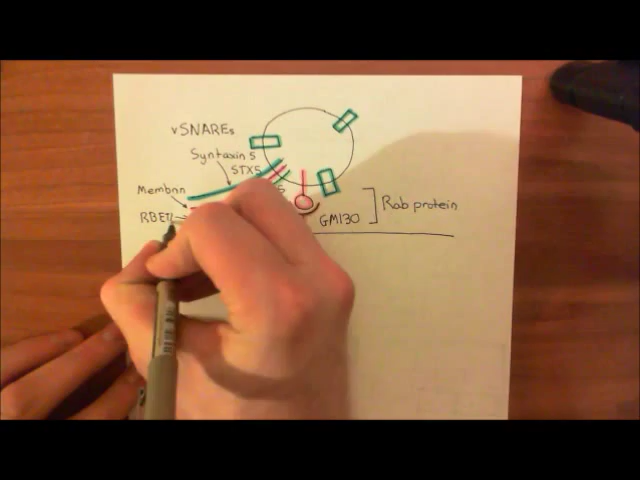 vSNAREs
Syntaxin 5
STX5
Membrin
RBET1
GM130
Rab protein